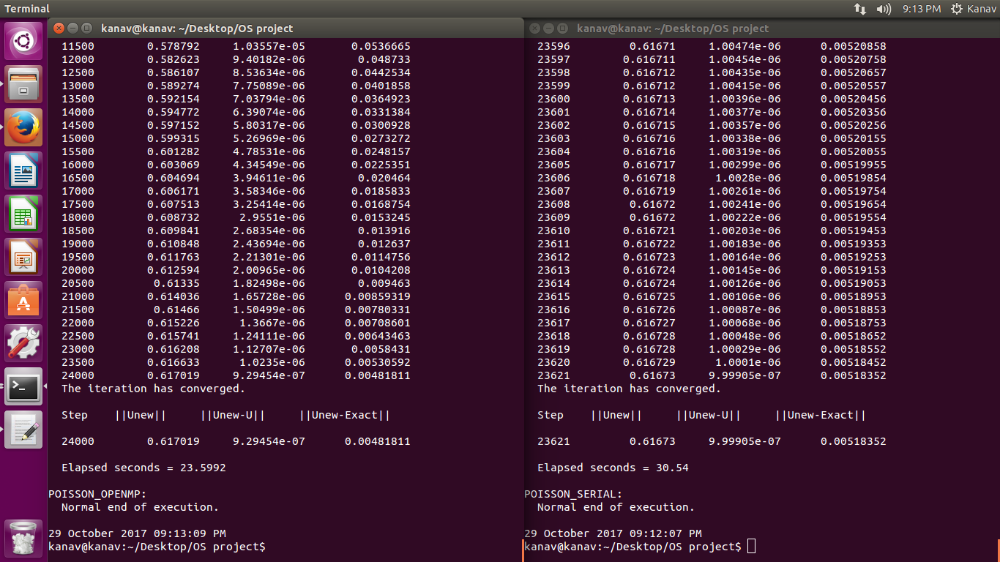 Terminal
9:13 PM
Kanav
kanav@kanav: ~/Desktop/OS project
11500 0.578792 1.03557e-05 0.0536665
12000 0.582623 9.40182e-06 0.048733
12500 0.586107 8.53634e-06 0.0442534
13000 0.589274 7.75089e-06 0.0401858
13500 0.592154 7.03794e-06 0.0364923
14000 0.594772 6.39074e-06 0.0331384
14500 0.597152 5.80317e-06 0.0300928
15000 0.599315 5.26969e-06 0.0273272
15500 0.601282 4.78531e-06 0.0248157
16000 0.603069 4.34549e-06 0.0225351
16500 0.604694 3.94611e-06 0.020464
17000 0.606171 3.58346e-06 0.0185833
17500 0.607513 3.25414e-06 0.0168754
18000 0.608732 2.9551e-06 0.0153245
18500 0.609841 2.68354e-06 0.013916
19000 0.610848 2.43694e-06 0.012637
19500 0.611763 2.21301e-06 0.0114756
20000 0.612594 2.00965e-06 0.0104208
20500 0.61335 1.82498e-06 0.009463
21000 0.614036 1.65728e-06 0.00859319
21500 0.61466 1.50499e-06 0.00780331
22000 0.615226 1.3667e-06 0.00708601
22500 0.615741 1.24111e-06 0.00643463
23000 0.616208 1.12707e-06 0.0058431
23500 0.616633 1.0235e-06 0.00530592
24000 0.617019 9.29454e-07 0.00481811
The iteration has converged.
Step ||Unew|| ||Unew-U|| ||Unew-Exact||
24000 0.617019 9.29454e-07 0.00481811
Elapsed seconds = 23.5992
POISSON_OPENMP:
Normal end of execution.
29 October 2017 09:13:09 PM
kanav@kanav:~/Desktop/OS project$
kanav@kanav: ~/Desktop/OS project
23596 0.61671 1.00474e-06 0.00520858
23597 0.616711 1.00454e-06 0.00520758
23598 0.616712 1.00435e-06 0.00520657
23599 0.616712 1.00415e-06 0.00520557
23600 0.616713 1.00396e-06 0.00520456
23601 0.616714 1.00377e-06 0.00520356
23602 0.616715 1.00357e-06 0.00520256
23603 0.616716 1.00338e-06 0.00520155
23604 0.616716 1.00319e-06 0.00520055
23605 0.616717 1.00299e-06 0.00519955
23606 0.616718 1.0028e-06 0.00519854
23607 0.616719 1.00261e-06 0.00519754
23608 0.61672 1.00241e-06 0.00519654
23609 0.61672 1.00222e-06 0.00519554
23610 0.616721 1.00203e-06 0.00519453
23611 0.616722 1.00183e-06 0.00519353
23612 0.616723 1.00164e-06 0.00519253
23613 0.616724 1.00145e-06 0.00519153
23614 0.616724 1.00126e-06 0.00519053
23615 0.616725 1.00106e-06 0.00518953
23616 0.616726 1.00087e-06 0.00518853
23617 0.616727 1.00068e-06 0.00518753
23618 0.616728 1.00048e-06 0.00518652
23619 0.616728 1.00029e-06 0.00518552
23620 0.616729 1.0001e-06 0.00518452
23621 0.61673 9.99905e-07 0.00518352
The iteration has converged.
Step ||Unew|| ||Unew-U|| ||Unew-Exact||
23621 0.61673 9.99905e-07 0.00518352
Elapsed seconds = 30.54
POISSON_SERIAL:
Normal end of execution.
29 October 2017 09:12:07 PM
kanav@kanav:~/Desktop/OS project$